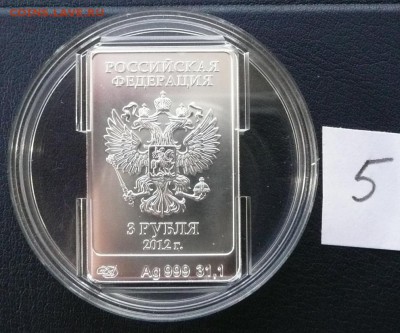 РОССИЙСКАЯ
ФЕДЕРАЦИЯ
3 РУБЛЯ
2012 г.
Ag 999 31,1
5